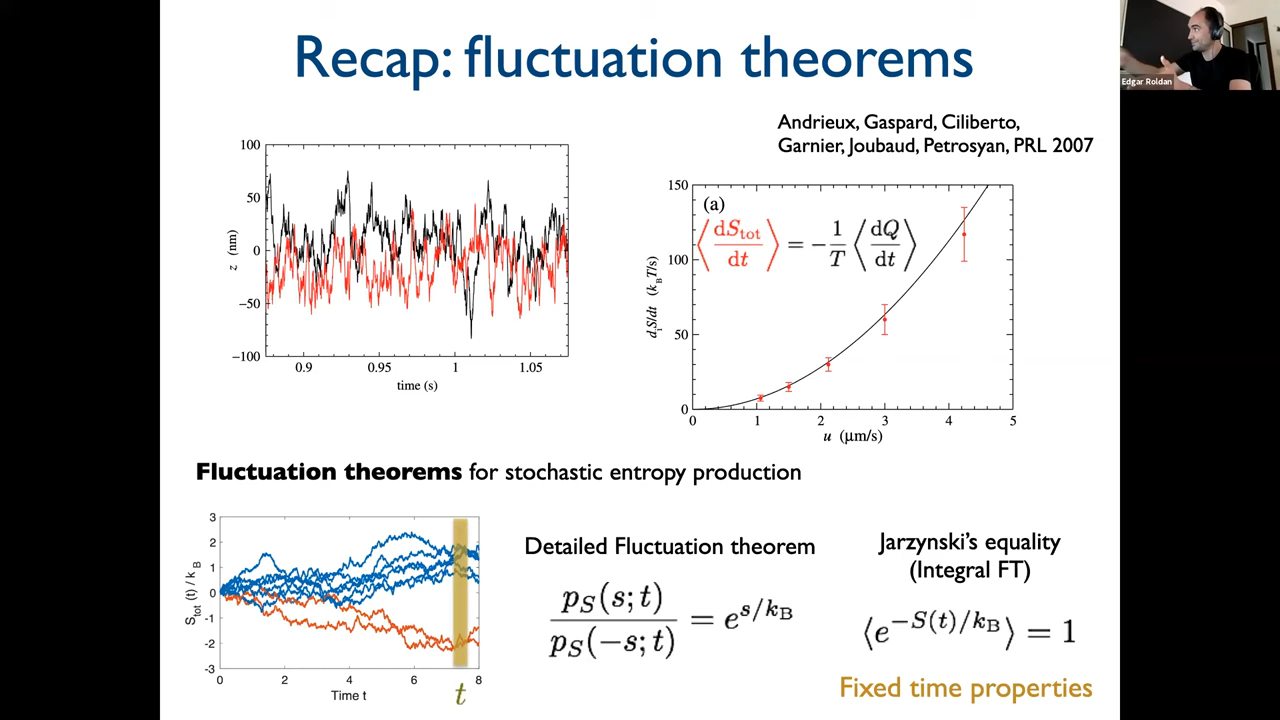 Recap: fluctuation theorems
Edgar Roldan
Andrieux, Gaspard, Ciliberto,
Garnier, Joubaud, Petrosyan, PRL 2007
100
50
0
−50
−100
z (nm)
0.9
0.95
1
1.05
time (s)
150
100
50
0
d_iS/dt (k_BT/s)
(a)
⟨dS_tot/dt⟩ = −1/T ⟨dQ/dt⟩
0
1
2
3
4
5
u (μm/s)
Fluctuation theorems for stochastic entropy production
3
2
1
0
-1
-2
-3
S_tot (t) / k_B
0
2
4
6
8
Time t
t
Detailed Fluctuation theorem
p_S(s;t)/p_S(−s;t) = e^{s/k_B}
Jarzynski's equality
(Integral FT)
⟨e^{−S(t)/k_B}⟩ = 1
Fixed time properties